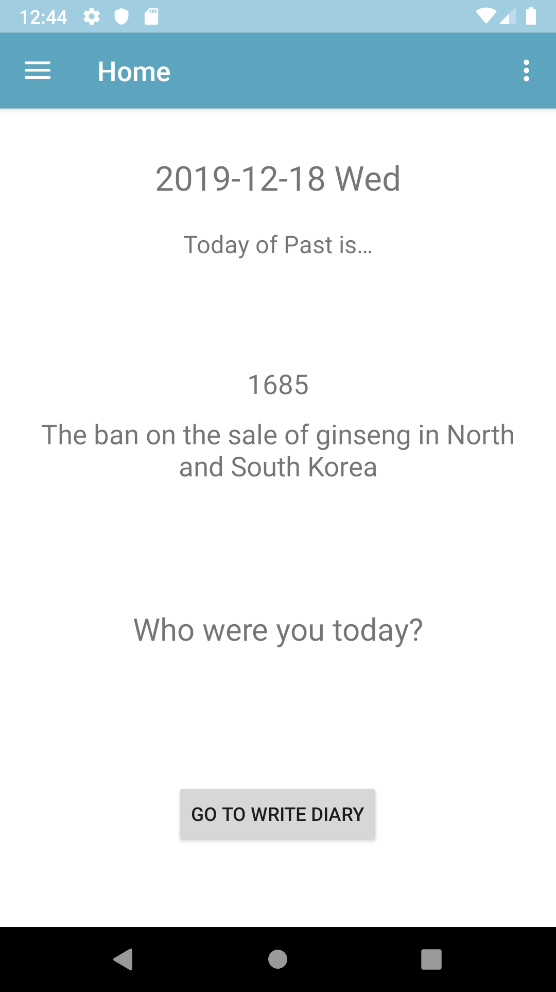 12:44
Home
2019-12-18 Wed
Today of Past is...
1685
The ban on the sale of ginseng in North
and South Korea
Who were you today?
GO TO WRITE DIARY